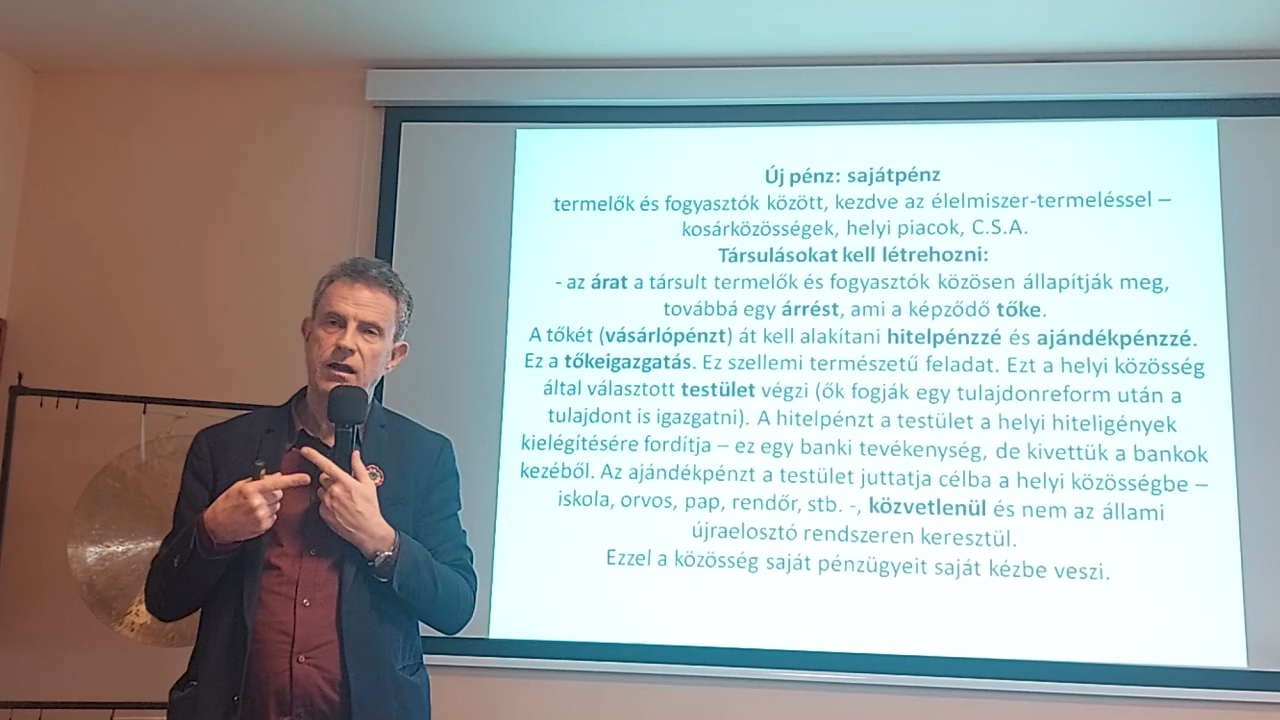 Új pénz: sajátpénz
termelők és fogyasztók között, kezdve az élelmiszer-termeléssel –
kosárközösségek, helyi piacok, C.S.A.
Társulásokat kell létrehozni:
- az árat a társult termelők és fogyasztók közösen állapítják meg,
továbbá egy árrést, ami a képződő tőke.
A tőkét (vásárlópénzt) át kell alakítani hitelpénzzé és ajándékpénzzé.
Ez a tőkeigazgatás. Ez szellemi természetű feladat. Ezt a helyi közösség
által választott testület végzi (ők fogják egy tulajdonreform után a
tulajdont is igazgatni). A hitelpénzt a testület a helyi hiteligények
kielégítésére fordítja – ez egy banki tevékenység, de kivettük a bankok
kezéből. Az ajándékpénzt a testület juttatja célba a helyi közösségbe –
iskola, orvos, pap, rendőr, stb. -, közvetlenül és nem az állami
újraelosztó rendszeren keresztül.
Ezzel a közösség saját pénzügyeit saját kézbe veszi.